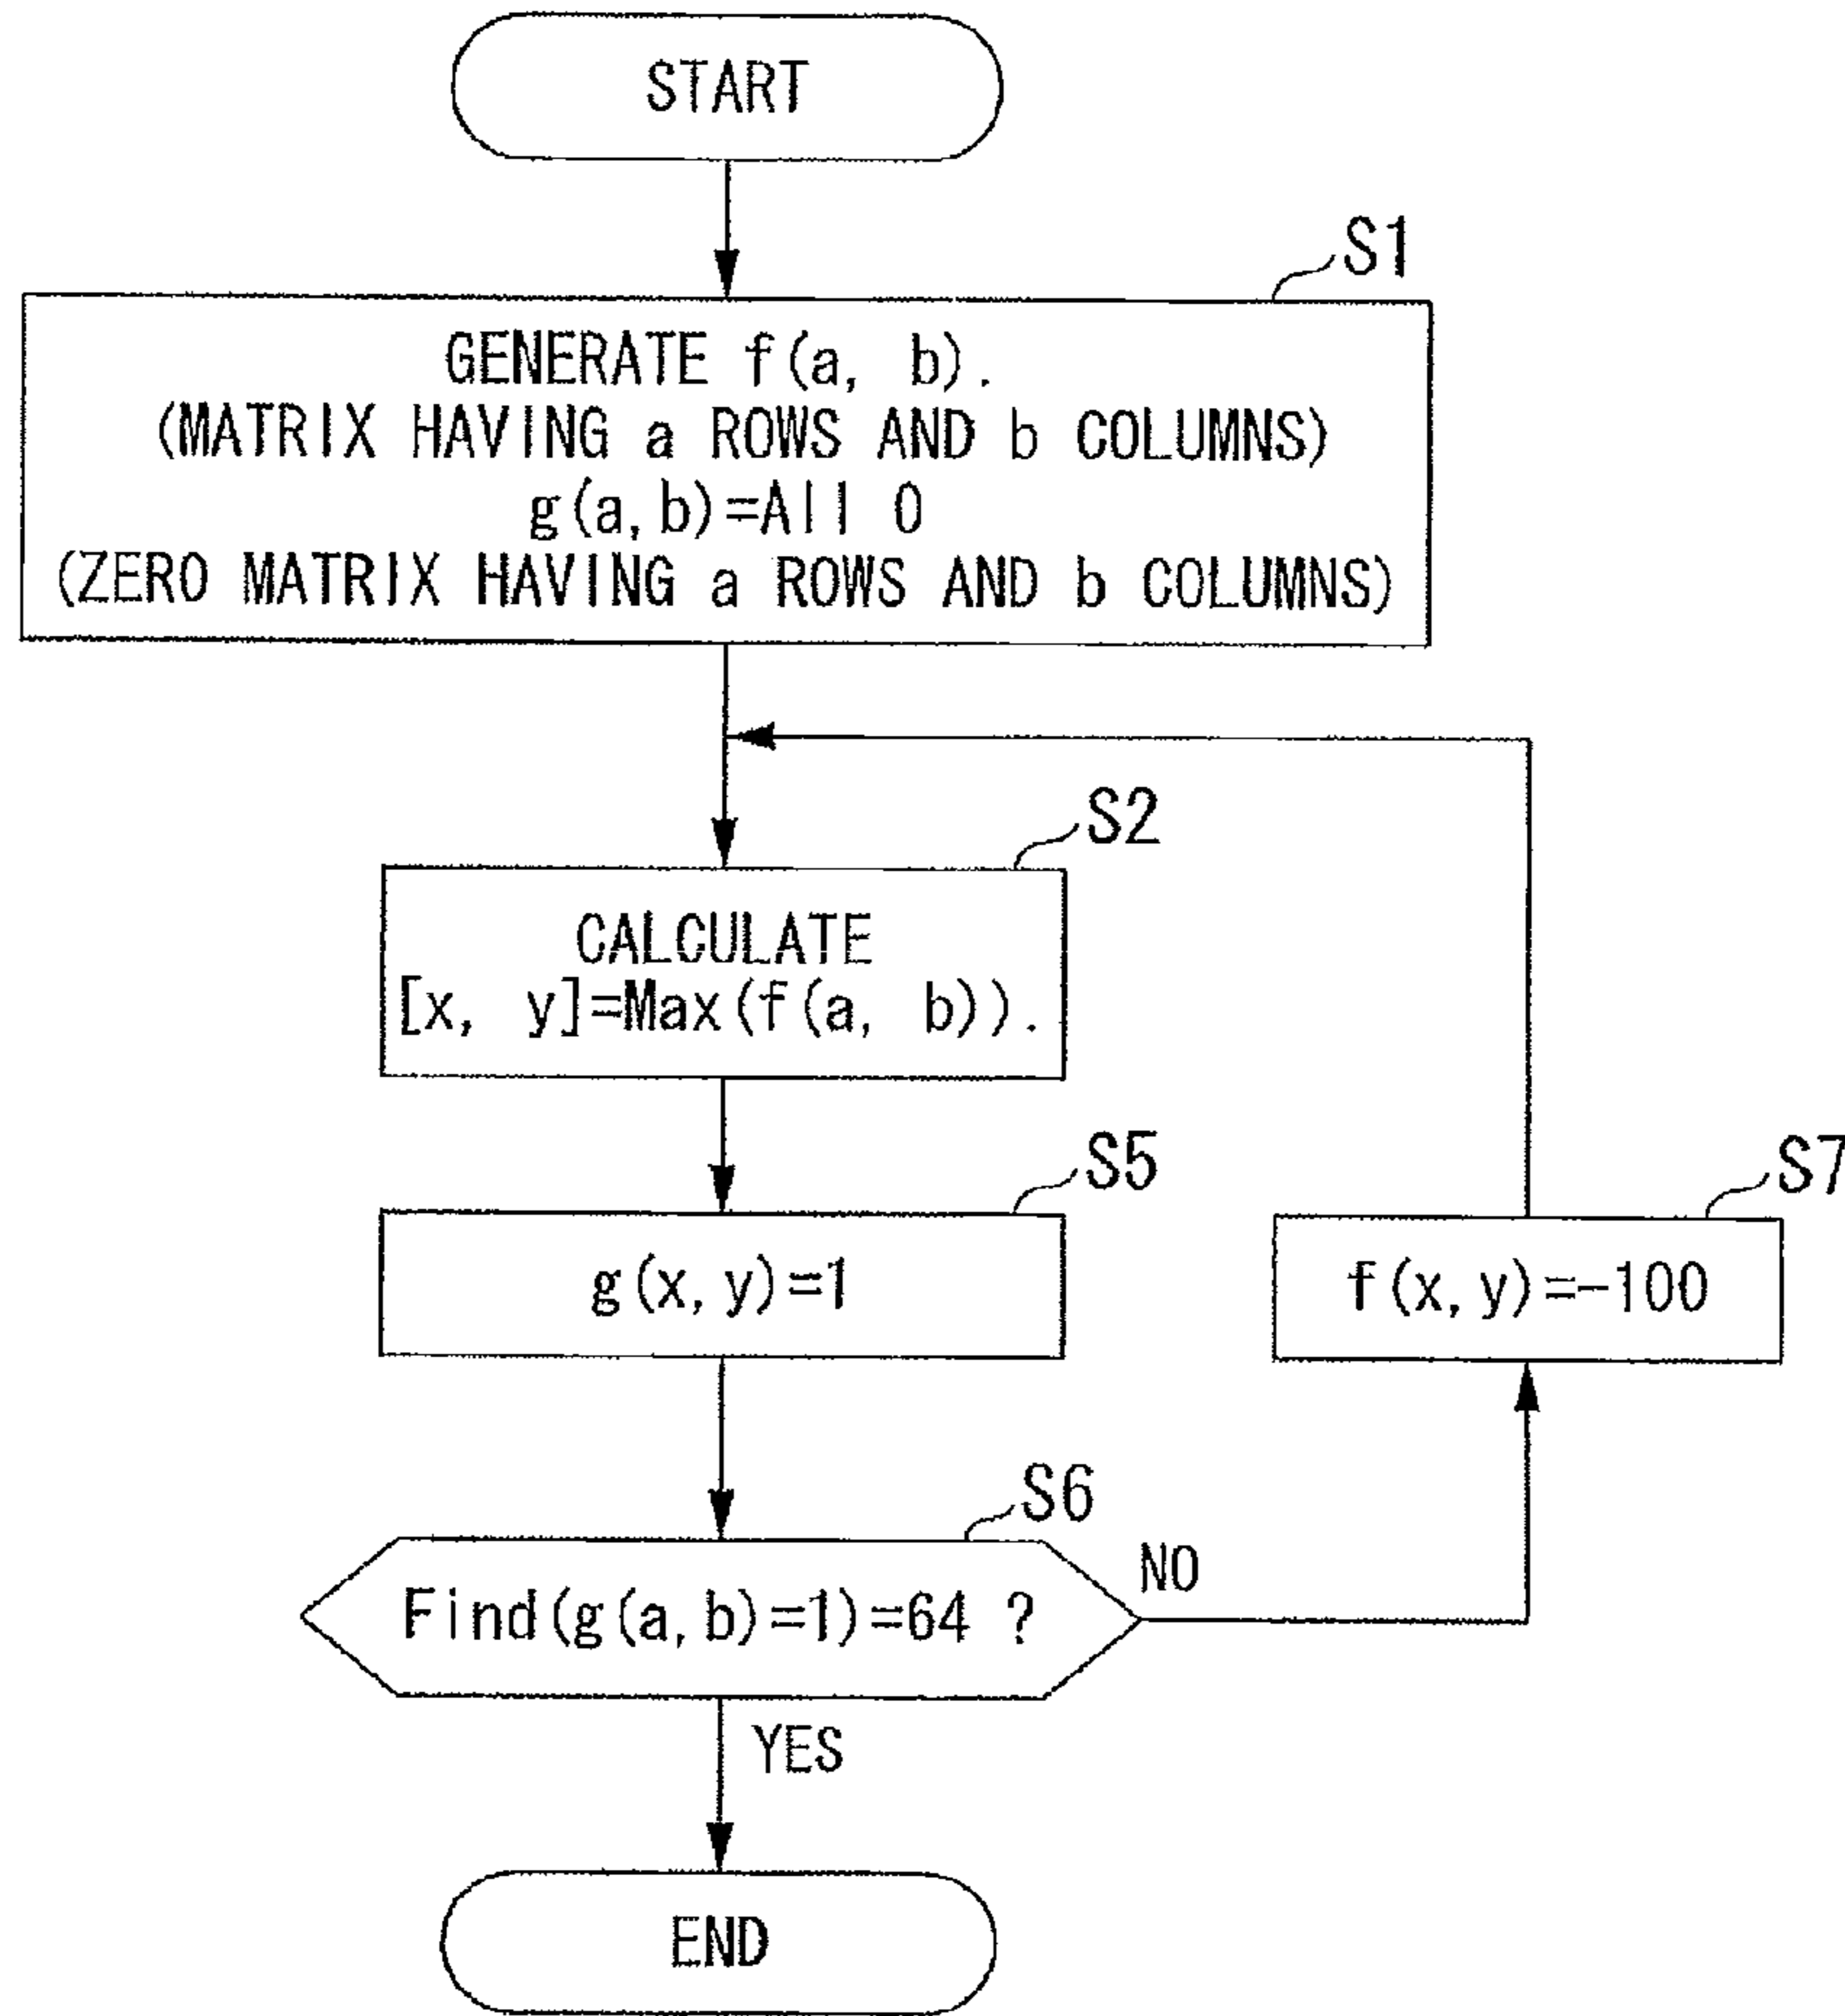 START
S1
GENERATE f(a, b).
(MATRIX HAVING a ROWS AND b COLUMNS)
g(a,b)=All 0
(ZERO MATRIX HAVING a ROWS AND b COLUMNS)
S2
CALCULATE
[x, y]=Max(f(a, b)).
S5
g(x,y)=1
S7
f(x,y)=-100
S6
Find(g(a,b)=1)=64 ?
NO
YES
END